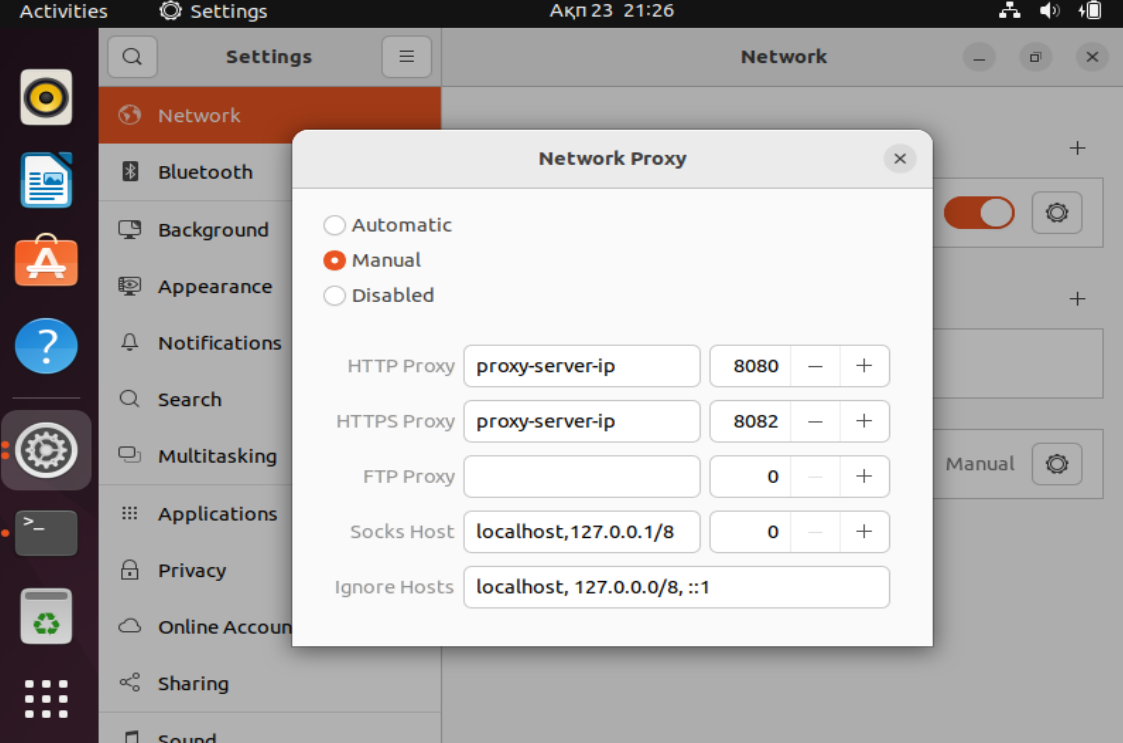 Activities
Settings
Ақп 23 21:26
Settings
Network
Network
Bluetooth
Background
Appearance
Notifications
Search
Multitasking
Applications
Privacy
Online Accoun
Sharing
Sound
Network Proxy
Automatic
Manual
Disabled
HTTP Proxy proxy-server-ip 8080
HTTPS Proxy proxy-server-ip 8082
FTP Proxy 0
Socks Host localhost,127.0.0.1/8 0
Ignore Hosts localhost, 127.0.0.0/8, ::1
Manual